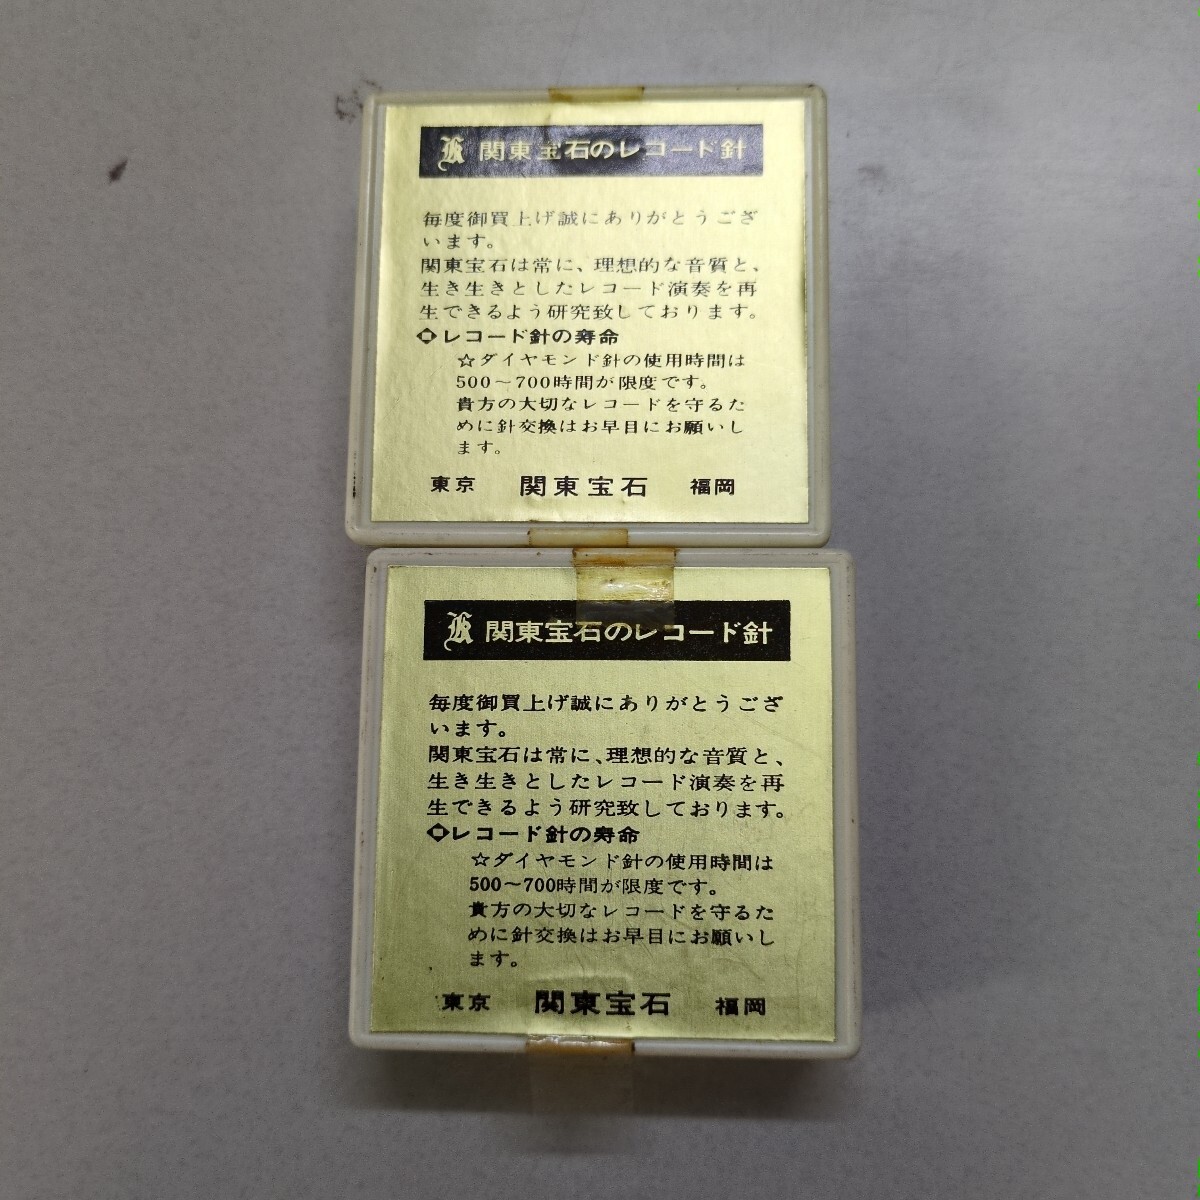 K 関東宝石のレコード針
毎度御買上げ誠にありがとうござ
います。
関東宝石は常に、理想的な音質と、
生き生きとしたレコード演奏を再
生できるよう研究致しております。
レコード針の寿命
☆ダイヤモンド針の使用時間は
500〜700時間が限度です。
貴方の大切なレコードを守るた
めに針交換はお早目にお願いし
ます。
東京 関東宝石 福岡
K 関東宝石のレコード針
毎度御買上げ誠にありがとうござ
います。
関東宝石は常に、理想的な音質と、
生き生きとしたレコード演奏を再
生できるよう研究致しております。
レコード針の寿命
☆ダイヤモンド針の使用時間は
500〜700時間が限度です。
貴方の大切なレコードを守るた
めに針交換はお早目にお願いし
ます。
東京 関東宝石 福岡